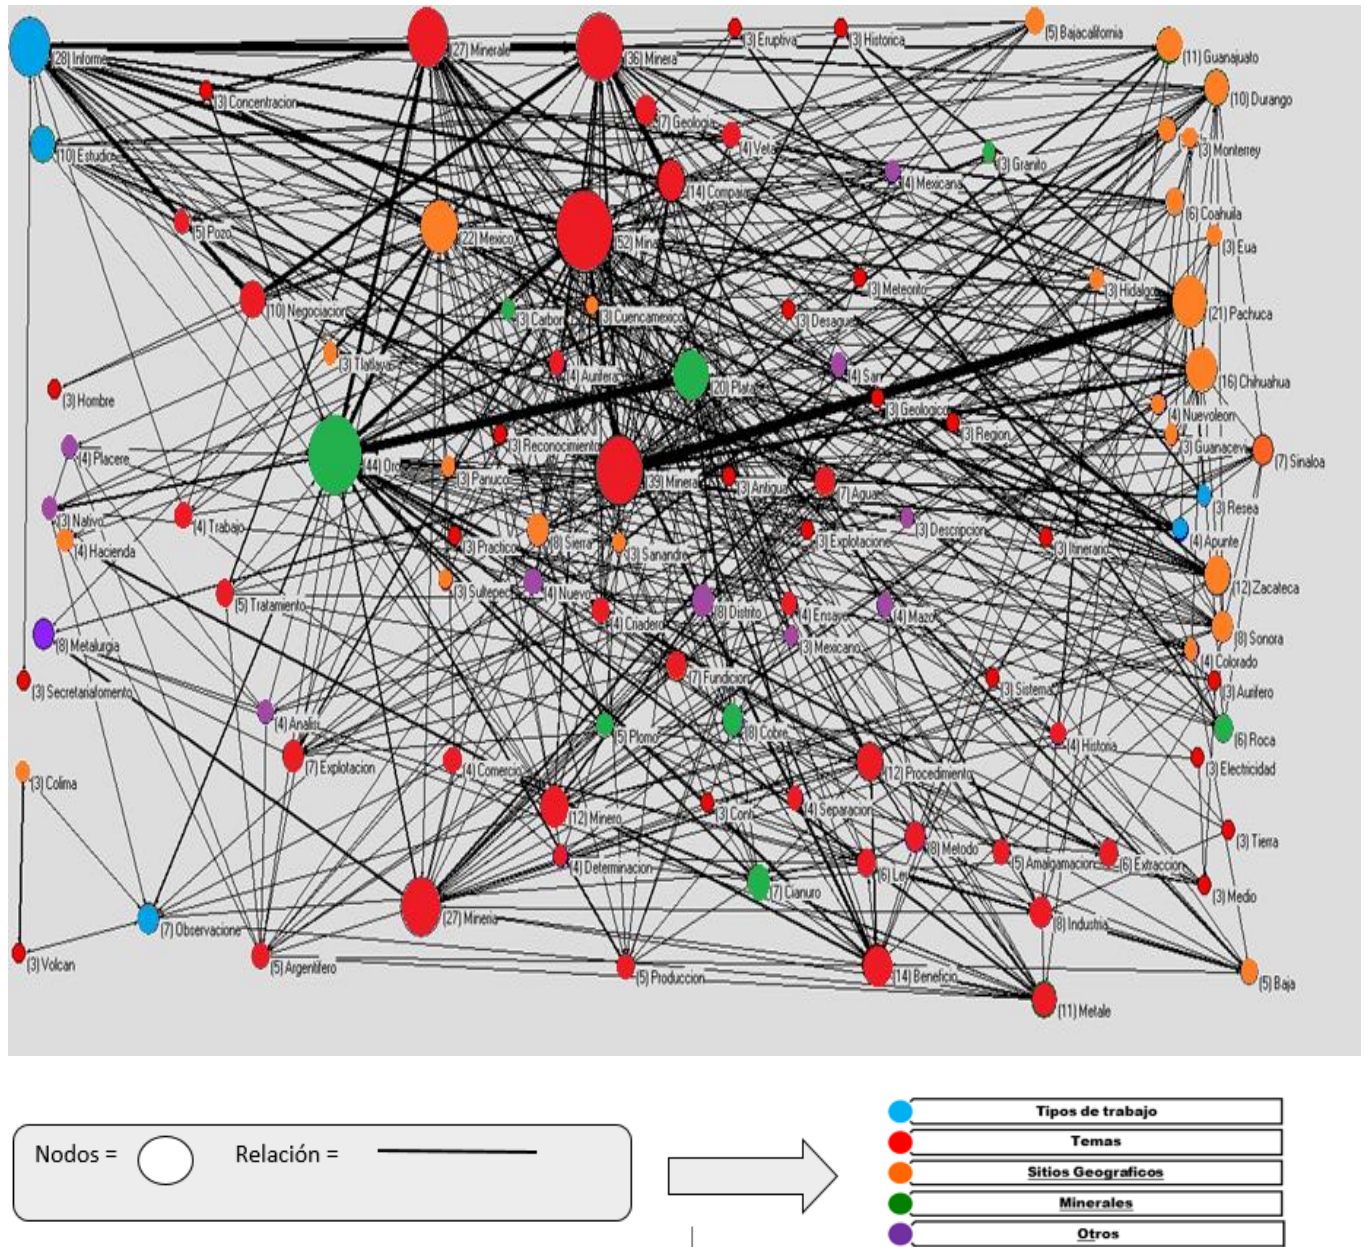 (28) Informe
(27) Minerale
(36) Minera
(3) Eruptiva
(3) Historica
(5) Bajacalifornia
(11) Guanajuato
(10) Durango
(3) Concentracion
(7) Geologia
(4) Veta
(3) Monterrey
(10) Estudio
(3) Granito
(14) Compaia
(4) Mexicana
(6) Coahuila
(5) Pozo
(22) Mexico
(52) Mina
(3) Eua
(3) Meteorito
(3) Hidalgo
(10) Negociacion
(3) Carbon
(3) Cuencamexico
(3) Desague
(21) Pachuca
(3) Tlatlaya
(4) Aurifera
(20) Plata
(4) San
(16) Chihuahua
(3) Hombre
(3) Geologico
(4) Nuevoleon
(3) Region
(3) Reconocimiento
(3) Guanacevi
(4) Placere
(44) Oro
(7) Sinaloa
(3) Panuco
(39) Mineral
(3) Antigua
(7) Agua
(3) Resea
(3) Nativo
(4) Trabajo
(3) Descripcion
(4) Apunte
(4) Hacienda
(3) Practico
(8) Sierra
(3) Sanandre
(3) Explotacione
(3) Itinerario
(5) Tratamiento
(3) Sultepec
(4) Nuevo
(12) Zacateca
(4) Criadero
(8) Distrito
(4) Ensaye
(4) Mazo
(8) Metalurgia
(3) Mexicano
(8) Sonora
(4) Colorado
(3) Secretariafomento
(7) Fundicion
(3) Sistema
(3) Aurifero
(4) Analisi
(5) Plomo
(8) Cobre
(4) Historia
(6) Roca
(7) Explotacion
(4) Comercio
(12) Procedimiento
(3) Electricidad
(3) Colima
(12) Minero
(3) Cont
(4) Separacion
(3) Tierra
(4) Determinacion
(8) Metodo
(5) Amalgamacion
(6) Extraccion
(6) Lei
(7) Cianuro
(3) Medio
(27) Mineria
(8) Industria
(7) Observacione
(3) Volcan
(5) Argentifero
(5) Produccion
(14) Beneficio
(5) Baja
(11) Metale
Nodos = Relación =
Tipos de trabajo
Temas
Sitios Geograficos
Minerales
Otros